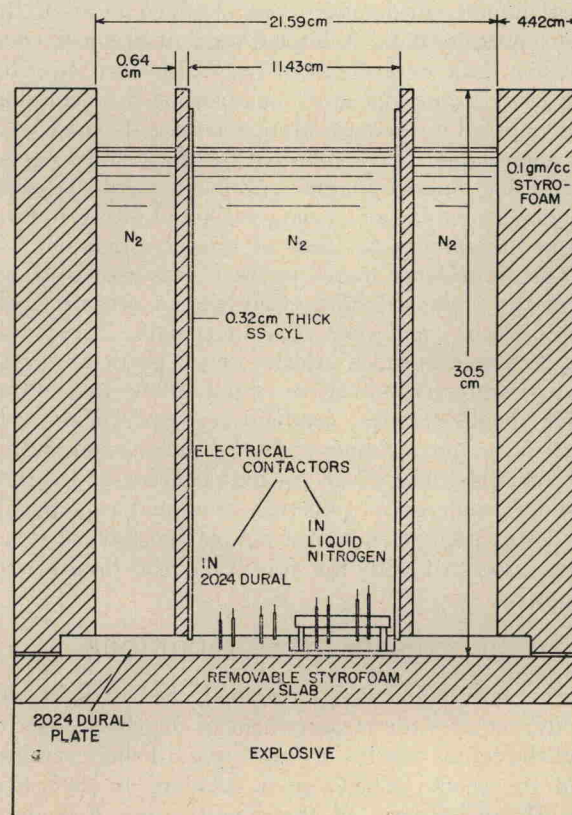 21.59cm
4.42cm
0.64
cm
11.43cm
0.1gm/cc
STYRO-
FOAM
N2
N2
N2
0.32cm THICK
SS CYL
30.5
cm
ELECTRICAL
CONTACTORS
IN
LIQUID
NITROGEN
IN
2024 DURAL
REMOVABLE STYROFOAM
SLAB
2024 DURAL
PLATE
EXPLOSIVE